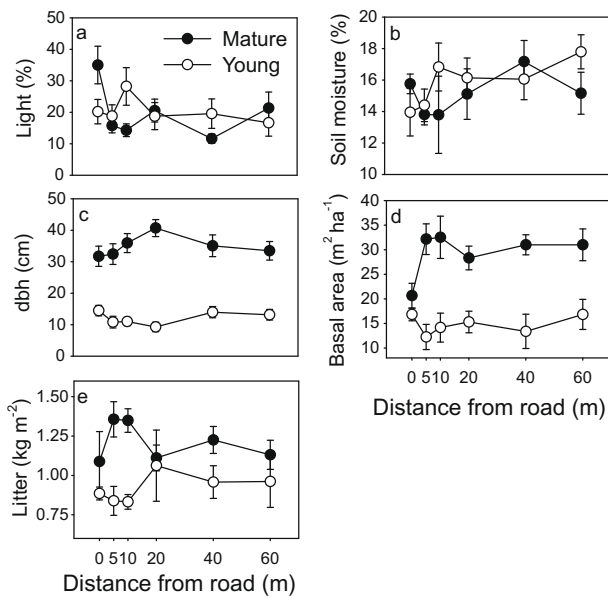 a
Mature
Young
Light (%)
50
40
30
20
10
0
b
Soil moisture (%)
20
18
16
14
12
10
c
dbh (cm)
60
50
40
30
20
10
0
d
Basal area (m² ha⁻¹)
40
35
30
25
20
15
10
0 5 10 20 40 60
Distance from road (m)
e
Litter (kg m⁻²)
1.50
1.25
1.00
0.75
0 5 10 20 40 60
Distance from road (m)